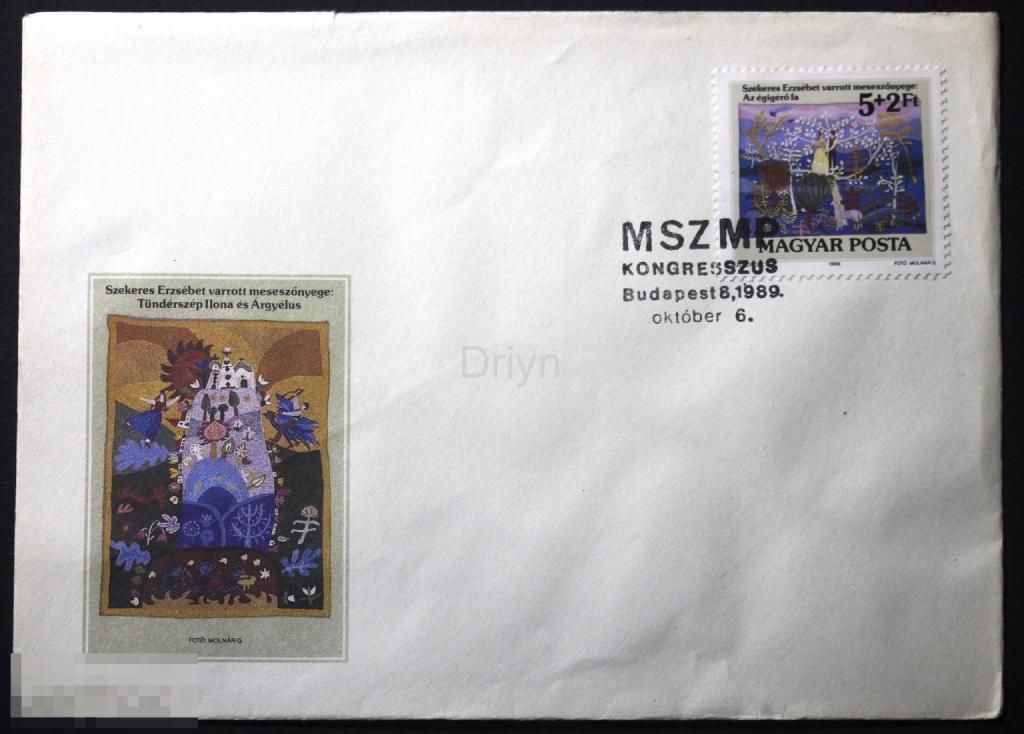 Szekeres Erzsébet varrott meseszőnyege:
Az égigérő fa
5+2Ft
MAGYAR POSTA
1989
FOTÓ: MOLNÁR G.
MSZMP
KONGRESSZUS
Budapest 8, 1989.
október 6.
Szekeres Erzsébet varrott meseszőnyege:
Tündérszép Ilona és Árgyélus
FOTÓ: MOLNÁR G.
Driyn